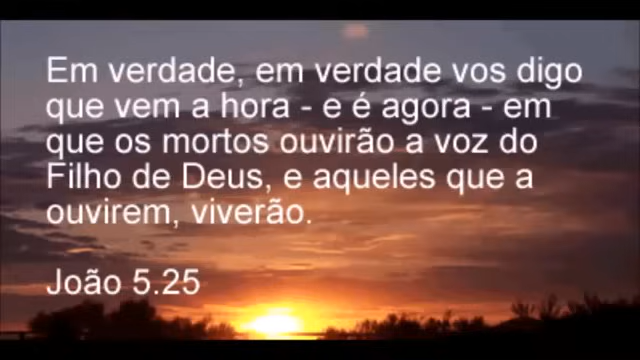 Em verdade, em verdade vos digo
que vem a hora - e é agora - em
que os mortos ouvirão a voz do
Filho de Deus, e aqueles que a
ouvirem, viverão.
João 5.25